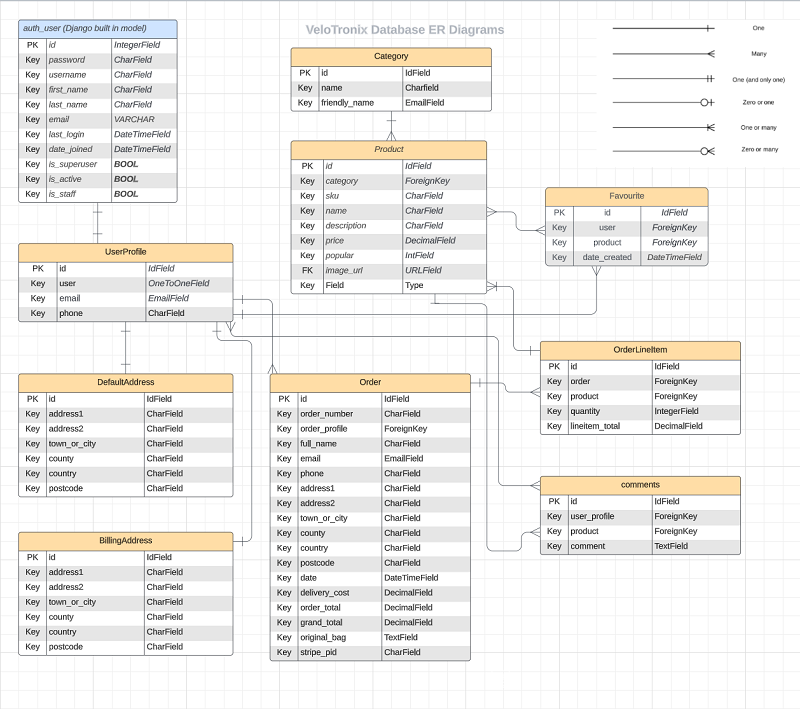 VeloTronix Database ER Diagrams
One
Many
One (and only one)
Zero or one
One or many
Zero or many
auth_user (Django built in model)
PK id IntegerField
Key password CharField
Key username CharField
Key first_name CharField
Key last_name CharField
Key email VARCHAR
Key last_login DateTimeField
Key date_joined DateTimeField
Key is_superuser BOOL
Key is_active BOOL
Key is_staff BOOL
Category
PK id IdField
Key name Charfield
Key friendly_name EmailField
Product
PK id IdField
Key category ForeignKey
Key sku CharField
Key name CharField
Key description CharField
Key price DecimalField
Key popular IntField
FK image_url URLField
Key Field Type
Favourite
PK id IdField
Key user ForeignKey
Key product ForeignKey
Key date_created DateTimeField
UserProfile
PK id IdField
Key user OneToOneField
Key email EmailField
Key phone CharField
OrderLineItem
PK id IdField
Key order ForeignKey
Key product ForeignKey
Key quantity IntegerField
Key lineitem_total DecimalField
DefaultAddress
PK id IdField
Key address1 CharField
Key address2 CharField
Key town_or_city CharField
Key county CharField
Key country CharField
Key postcode CharField
Order
PK id IdField
Key order_number CharField
Key order_profile ForeignKey
Key full_name CharField
Key email EmailField
Key phone CharField
Key address1 CharField
Key address2 CharField
Key town_or_city CharField
Key county CharField
Key country CharField
Key postcode CharField
Key date DateTimeField
Key delivery_cost DecimalField
Key order_total DecimalField
Key grand_total DecimalField
Key original_bag TextField
Key stripe_pid CharField
comments
PK id IdField
Key user_profile ForeignKey
Key product ForeignKey
Key comment TextField
BillingAddress
PK id IdField
Key address1 CharField
Key address2 CharField
Key town_or_city CharField
Key county CharField
Key country CharField
Key postcode CharField